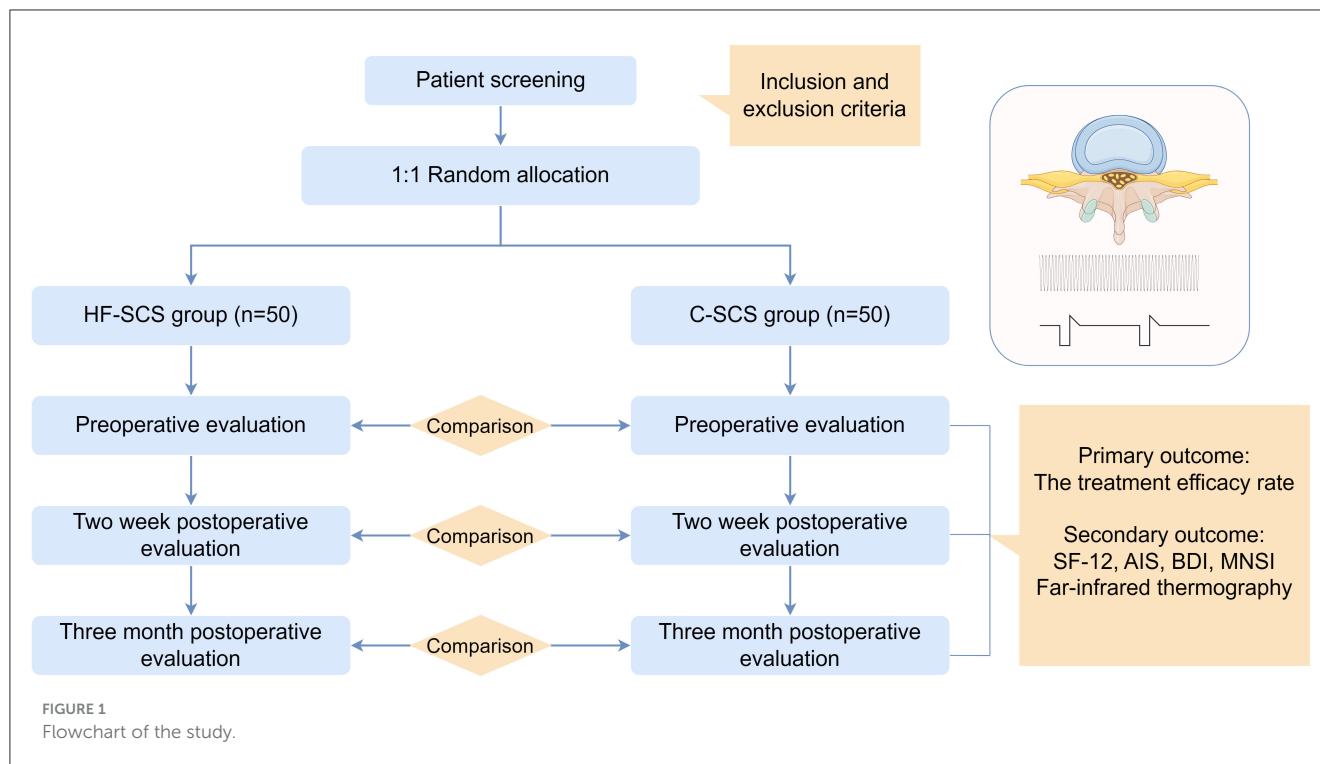 Patient screening
Inclusion and
exclusion criteria
1:1 Random allocation
HF-SCS group (n=50)
C-SCS group (n=50)
Preoperative evaluation
Comparison
Preoperative evaluation
Two week postoperative
evaluation
Comparison
Two week postoperative
evaluation
Three month postoperative
evaluation
Comparison
Three month postoperative
evaluation
Primary outcome:
The treatment efficacy rate
Secondary outcome:
SF-12, AIS, BDI, MNSI
Far-infrared thermography
FIGURE 1
Flowchart of the study.